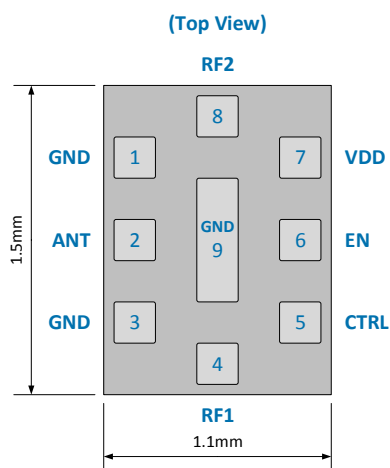 (Top View)
RF2
8
GND 1 7 VDD
GND
9
ANT 2 6 EN
1.5mm
GND 3 5 CTRL
4
RF1
1.1mm